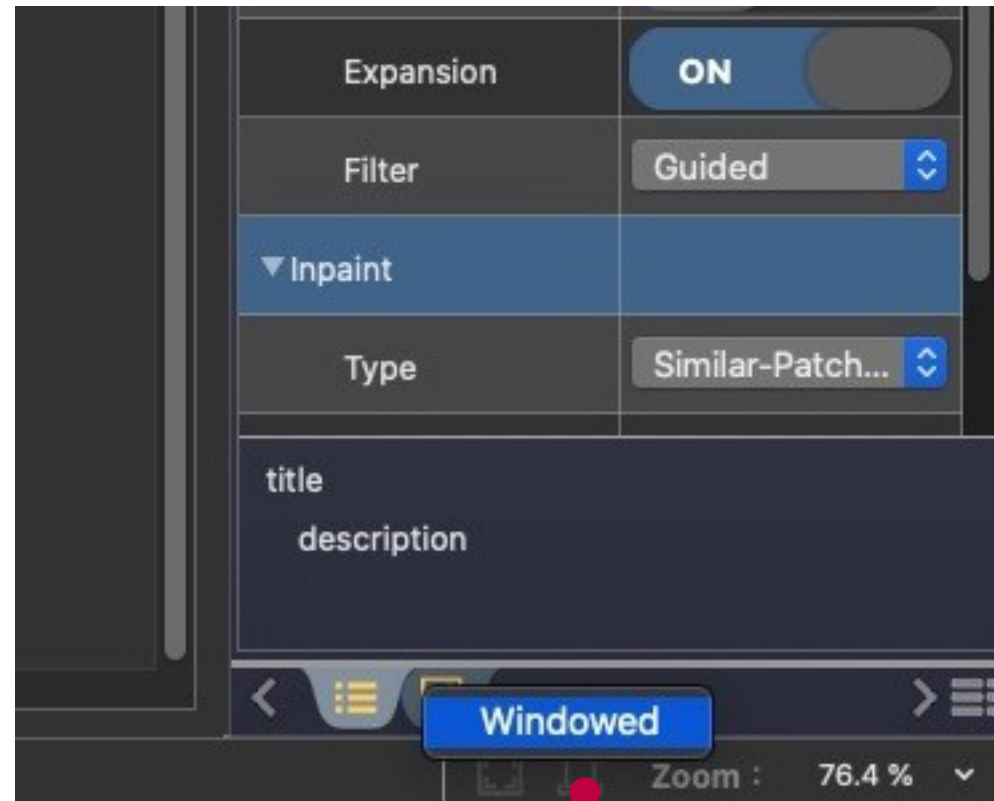 Expansion ON
Filter Guided
▼ Inpaint
Type Similar-Patch...
title
description
Windowed
Zoom : 76.4 %